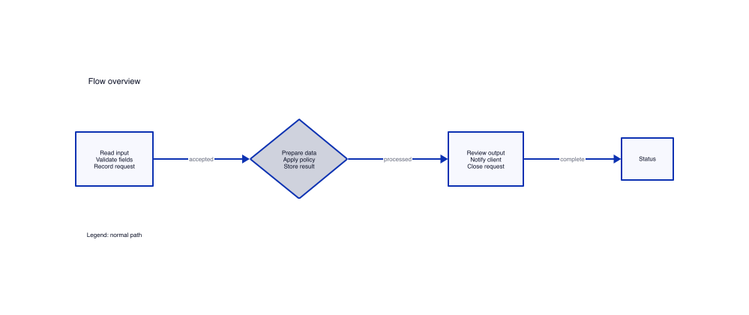 Flow overview
Read input
Validate fields
Record request
accepted
Prepare data
Apply policy
Store result
processed
Review output
Notify client
Close request
complete
Status
Legend: normal path